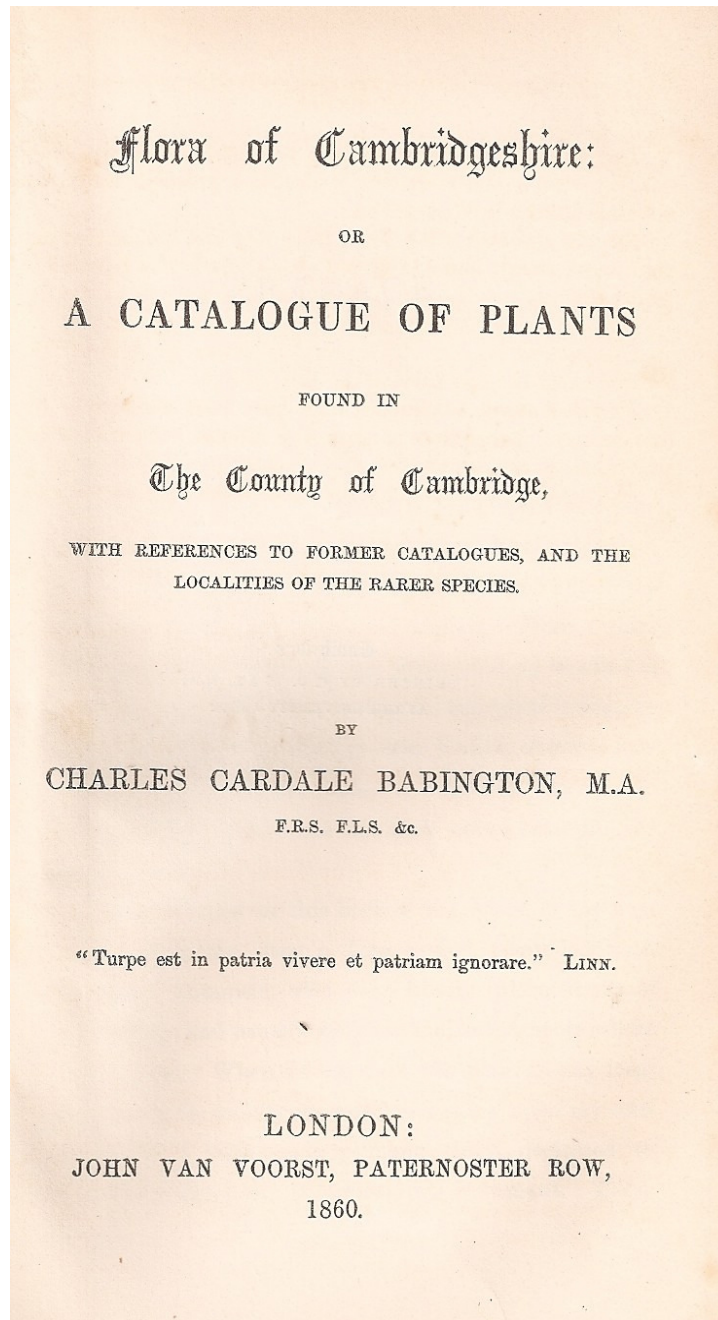 Flora of Cambridgeshire:
OR
A CATALOGUE OF PLANTS
FOUND IN
The County of Cambridge,
WITH REFERENCES TO FORMER CATALOGUES, AND THE
LOCALITIES OF THE RARER SPECIES.
BY
CHARLES CARDALE BABINGTON, M.A.
F.R.S. F.L.S. &c.
“Turpe est in patria vivere et patriam ignorare.” LINN.
LONDON:
JOHN VAN VOORST, PATERNOSTER ROW,
1860.